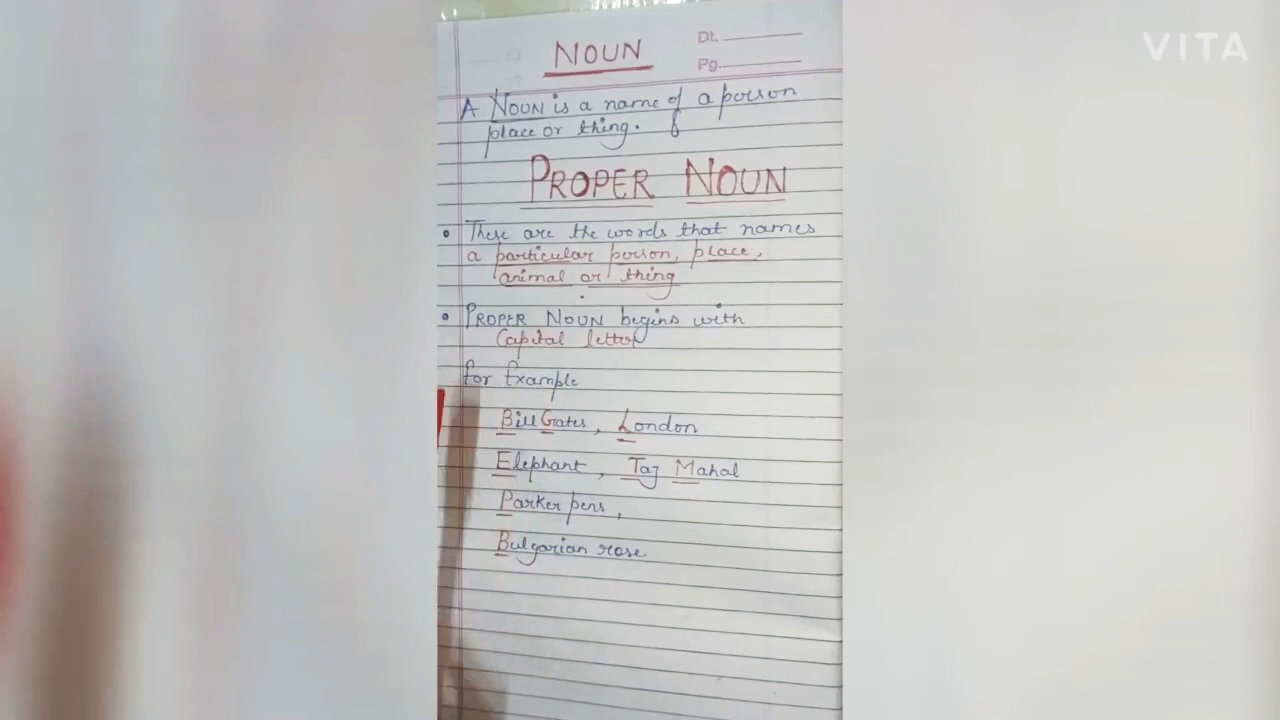 VITA
NOUN
Dt.
Pg.
A NOUN is a name of a person
place or thing.
PROPER NOUN
• These are the words that names
a particular person, place,
animal or thing
• PROPER NOUN begins with
Capital letter
for Example
Bill Gates, London
Elephant, Taj Mahal
Parker pens,
Bulgarian rose